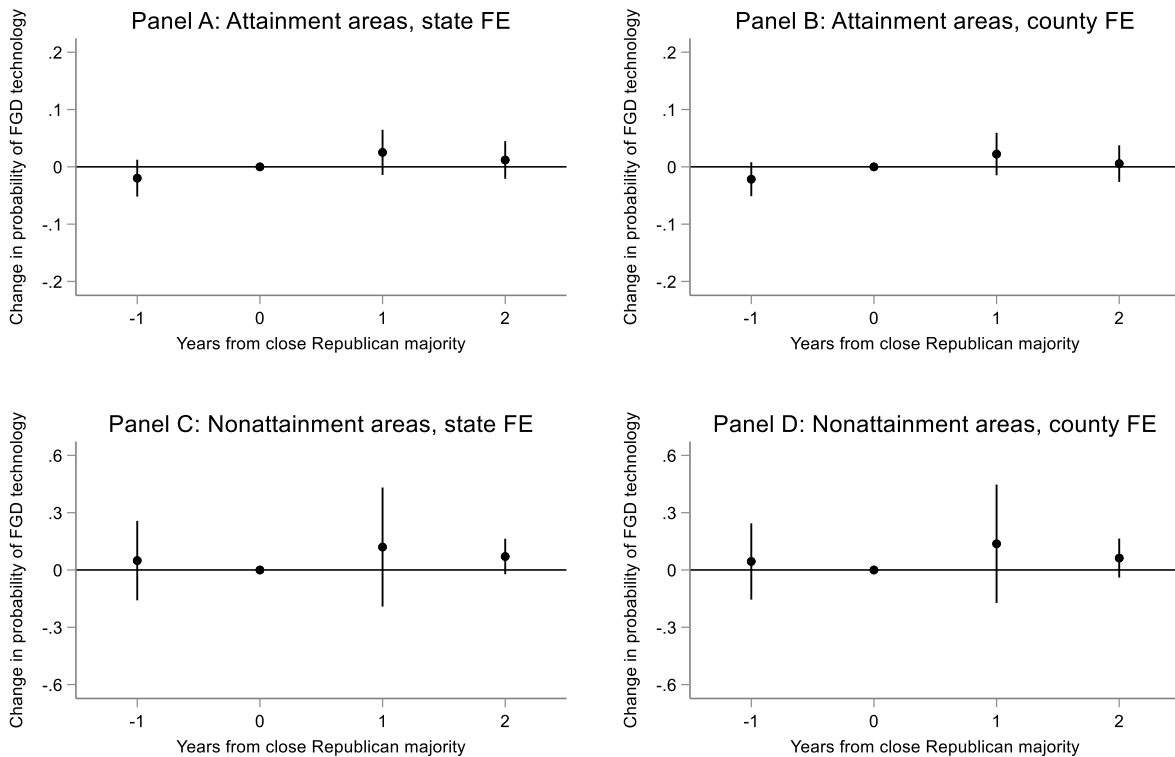 Panel A: Attainment areas, state FE
Change in probability of FGD technology
.2
.1
0
-.1
-.2
-1 0 1 2
Years from close Republican majority
Panel B: Attainment areas, county FE
Change in probability of FGD technology
.2
.1
0
-.1
-.2
-1 0 1 2
Years from close Republican majority
Panel C: Nonattainment areas, state FE
Change in probability of FGD technology
.6
.3
0
-.3
-.6
-1 0 1 2
Years from close Republican majority
Panel D: Nonattainment areas, county FE
Change in probability of FGD technology
.6
.3
0
-.3
-.6
-1 0 1 2
Years from close Republican majority